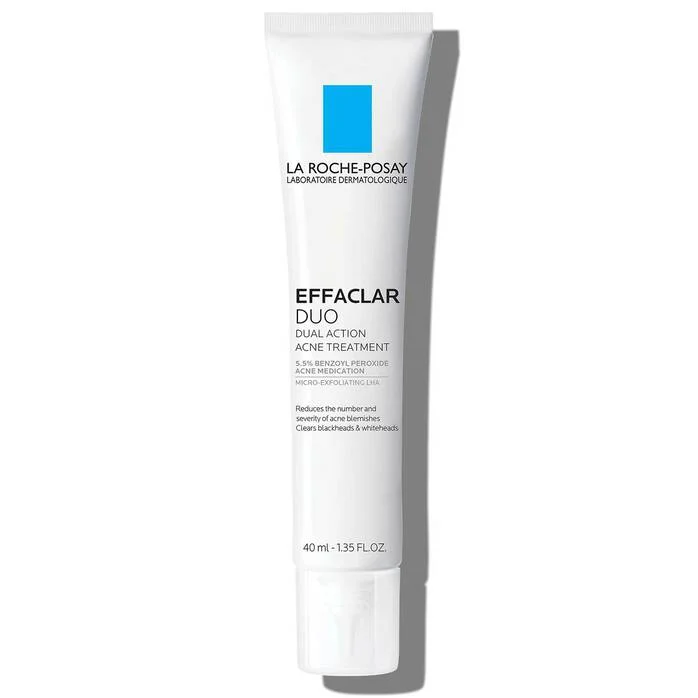 LA ROCHE-POSAY
LABORATOIRE DERMATOLOGIQUE
EFFACLAR
DUO
DUAL ACTION
ACNE TREATMENT
5.5% BENZOYL PEROXIDE
ACNE MEDICATION
MICRO-EXFOLIATING LHA
Reduces the number and
severity of acne blemishes
Clears blackheads & whiteheads
40 ml - 1.35 FL.OZ.